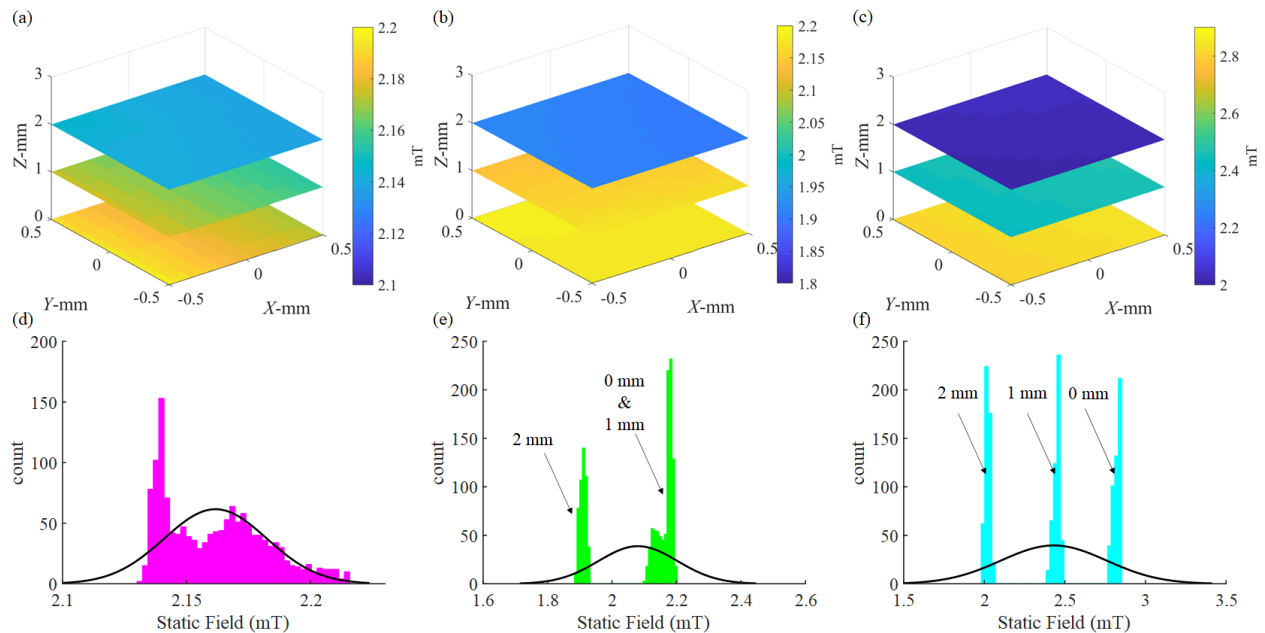 (a)
3
2
1
0
Z-mm
0.5
0
-0.5
Y-mm
-0.5
0
0.5
X-mm
2.2
2.18
2.16
2.14
2.12
2.1
mT
(b)
3
2
1
0
Z-mm
0.5
0
-0.5
Y-mm
-0.5
0
0.5
X-mm
2.2
2.15
2.1
2.05
2
1.95
1.9
1.85
1.8
mT
(c)
3
2
1
0
Z-mm
0.5
0
-0.5
Y-mm
-0.5
0
0.5
X-mm
2.8
2.6
2.4
2.2
2
mT
(d)
200
150
100
50
0
count
2.1
2.15
2.2
Static Field (mT)
(e)
250
200
150
100
50
0
count
2 mm
0 mm
&
1 mm
1.6
1.8
2
2.2
2.4
2.6
Static Field (mT)
(f)
250
200
150
100
50
0
count
2 mm
1 mm
0 mm
1.5
2
2.5
3
3.5
Static Field (mT)